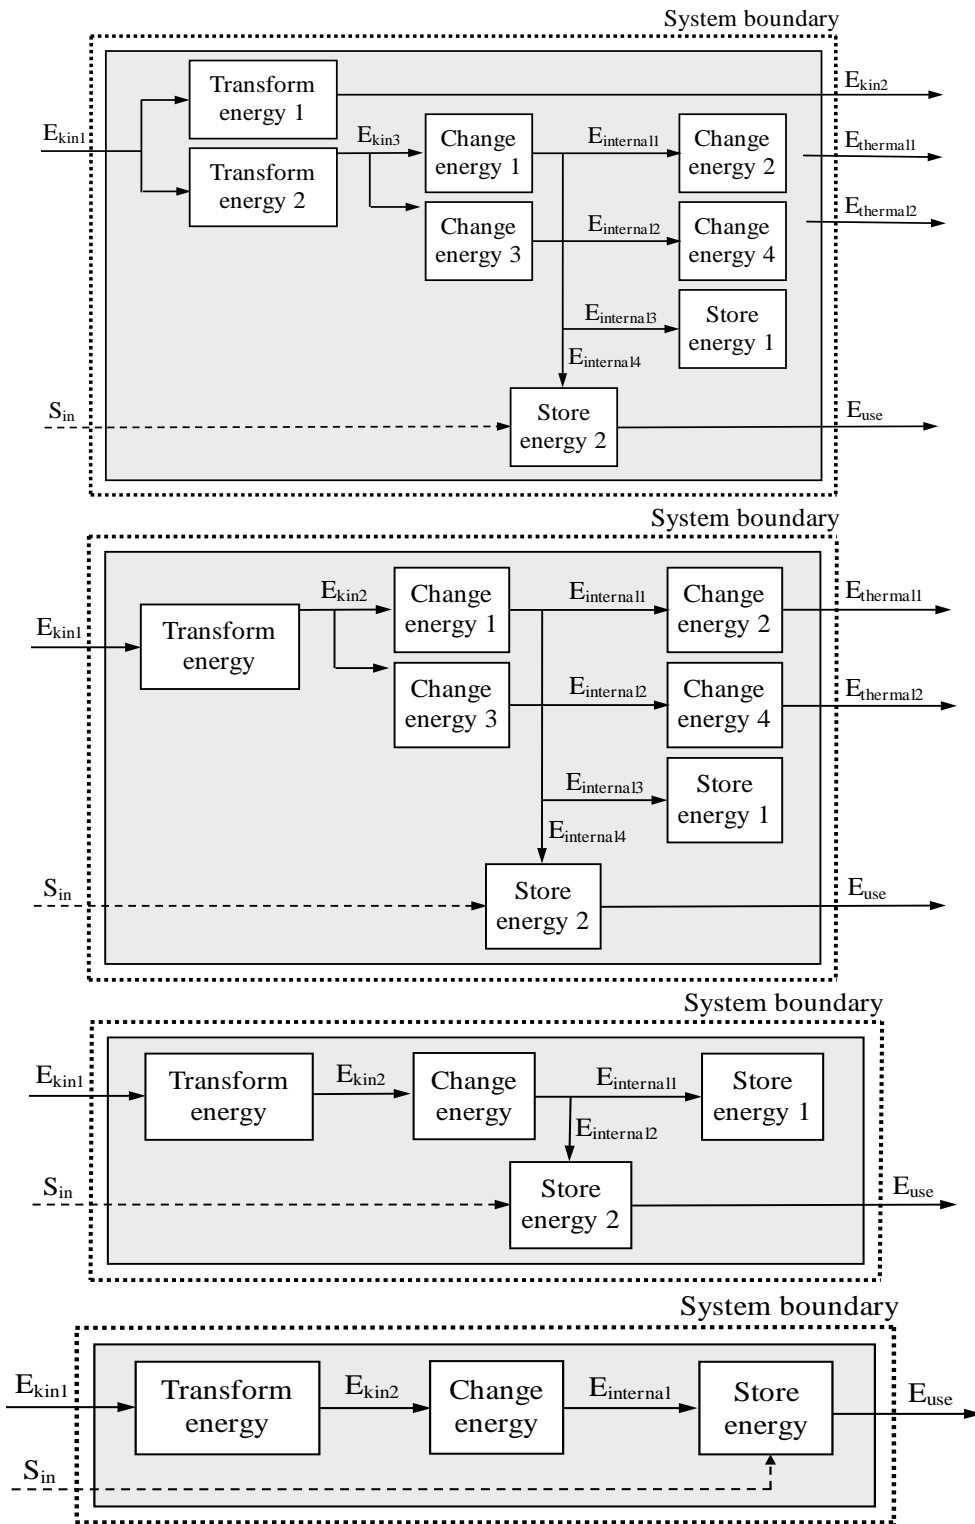 System boundary
Transform
energy 1
E_kin2
E_kin1
E_kin3
Change
energy 1
E_internal1
Change
energy 2
E_thermal1
Transform
energy 2
Change
energy 3
E_internal2
Change
energy 4
E_thermal2
E_internal3
Store
energy 1
E_internal4
S_in
Store
energy 2
E_use
System boundary
E_kin1
Transform
energy
E_kin2
Change
energy 1
E_internal1
Change
energy 2
E_thermal1
Change
energy 3
E_internal2
Change
energy 4
E_thermal2
E_internal3
Store
energy 1
E_internal4
S_in
Store
energy 2
E_use
System boundary
E_kin1
Transform
energy
E_kin2
Change
energy
E_internal1
Store
energy 1
E_internal2
S_in
Store
energy 2
E_use
System boundary
E_kin1
Transform
energy
E_kin2
Change
energy
E_internal
Store
energy
E_use
S_in